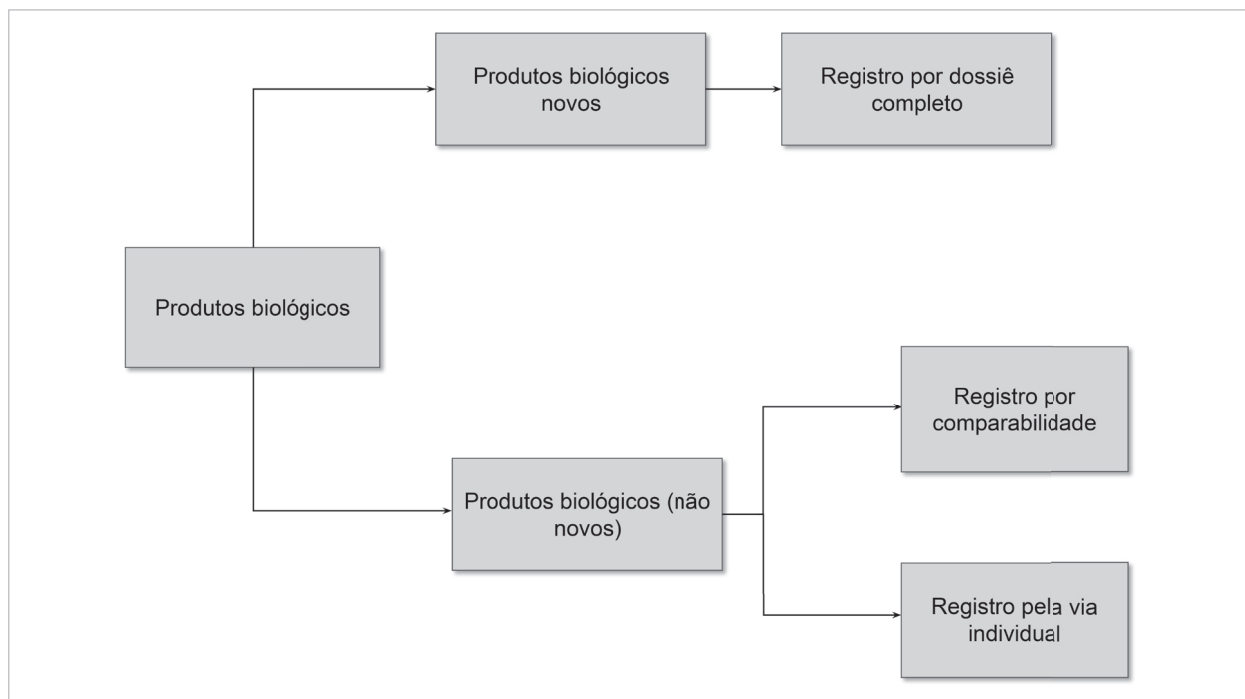 Produtos biológicos
novos
Registro por dossiê
completo
Produtos biológicos
Registro por
comparabilidade
Produtos biológicos (não
novos)
Registro pela via
individual